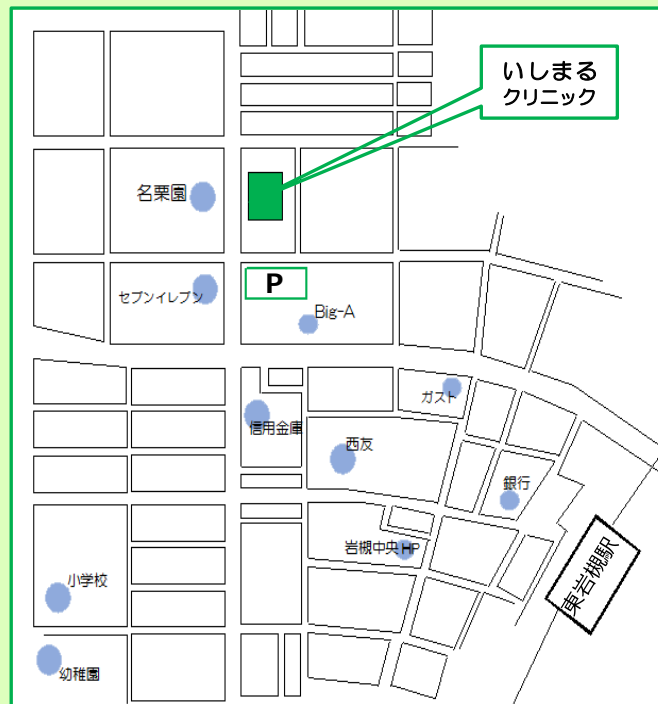 いしまる
クリニック
名栗園
セブンイレブン
P
Big-A
ガスト
信用金庫
西友
銀行
岩槻中央HP
東岩槻駅
小学校
幼稚園